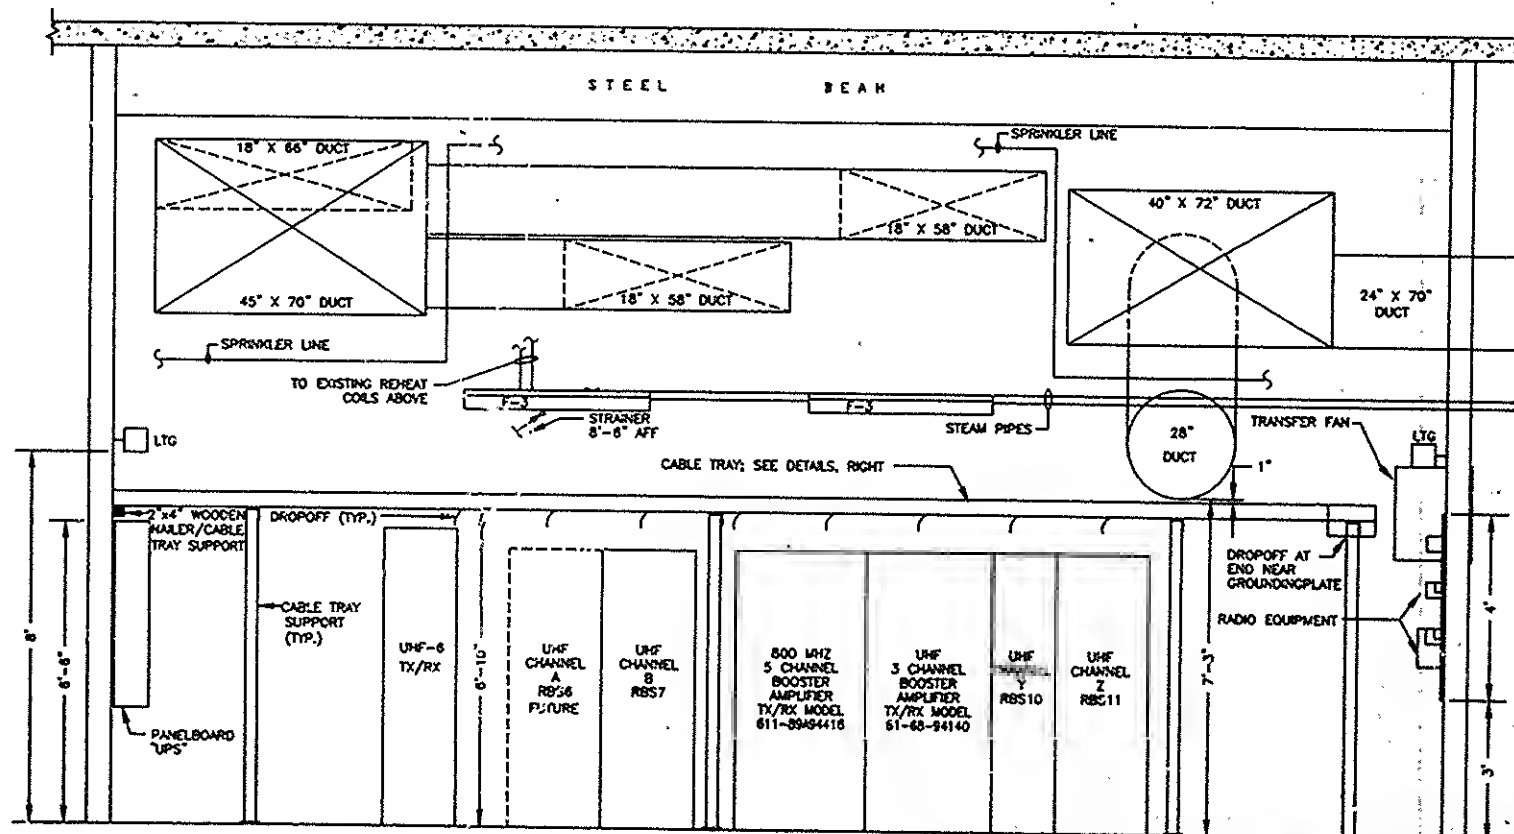 STEEL BEAM
SPRINKLER LINE
18" X 66" DUCT
40" X 72" DUCT
18" X 58" DUCT
45" X 70" DUCT
18" X 58" DUCT
24" X 70"
DUCT
SPRINKLER LINE
TO EXISTING REHEAT
COILS ABOVE
F-3
F-3
STRAINER
8'-6" AFF
STEAM PIPES
TRANSFER FAN
28"
DUCT
LTG
LTG
CABLE TRAY; SEE DETAILS, RIGHT
1"
2"x4" WOODEN
NAILER/CABLE
TRAY SUPPORT
DROPOFF (TYP.)
DROPOFF AT
END NEAR
GROUNDINGPLATE
CABLE TRAY
SUPPORT
(TYP.)
RADIO EQUIPMENT
8'
6'-6"
6'-10"
7'-3"
4'
3'
UHF-6
TX/RX
UHF
CHANNEL
A
RBS6
FUTURE
UHF
CHANNEL
B
RBS7
800 MHZ
5 CHANNEL
BOOSTER
AMPLIFIER
TX/RX MODEL
611-89A94416
UHF
3 CHANNEL
BOOSTER
AMPLIFIER
TX/RX MODEL
61-68-94140
UHF
CHANNEL
Y
RBS10
UHF
CHANNEL
Z
RBS11
PANELBOARD
"UPS"